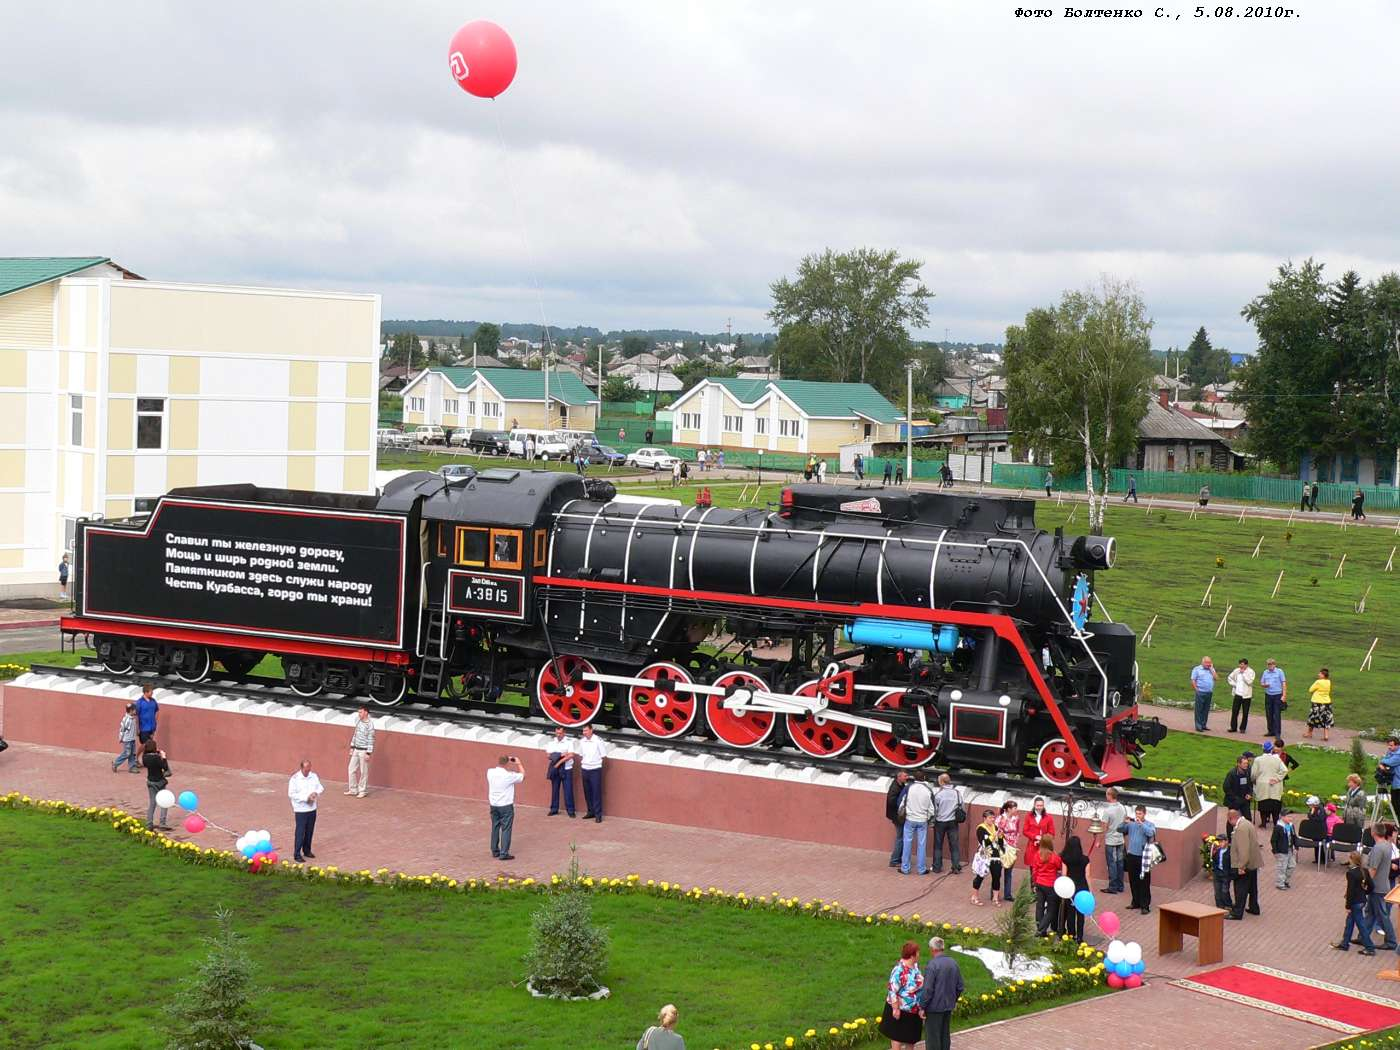 Фото Болтенко С., 5.08.2010г.
Славил ты железную дорогу,
Мощь и ширь родной земли.
Памятником здесь служи народу
Честь Кузбасса, гордо ты храни!
Л-3815